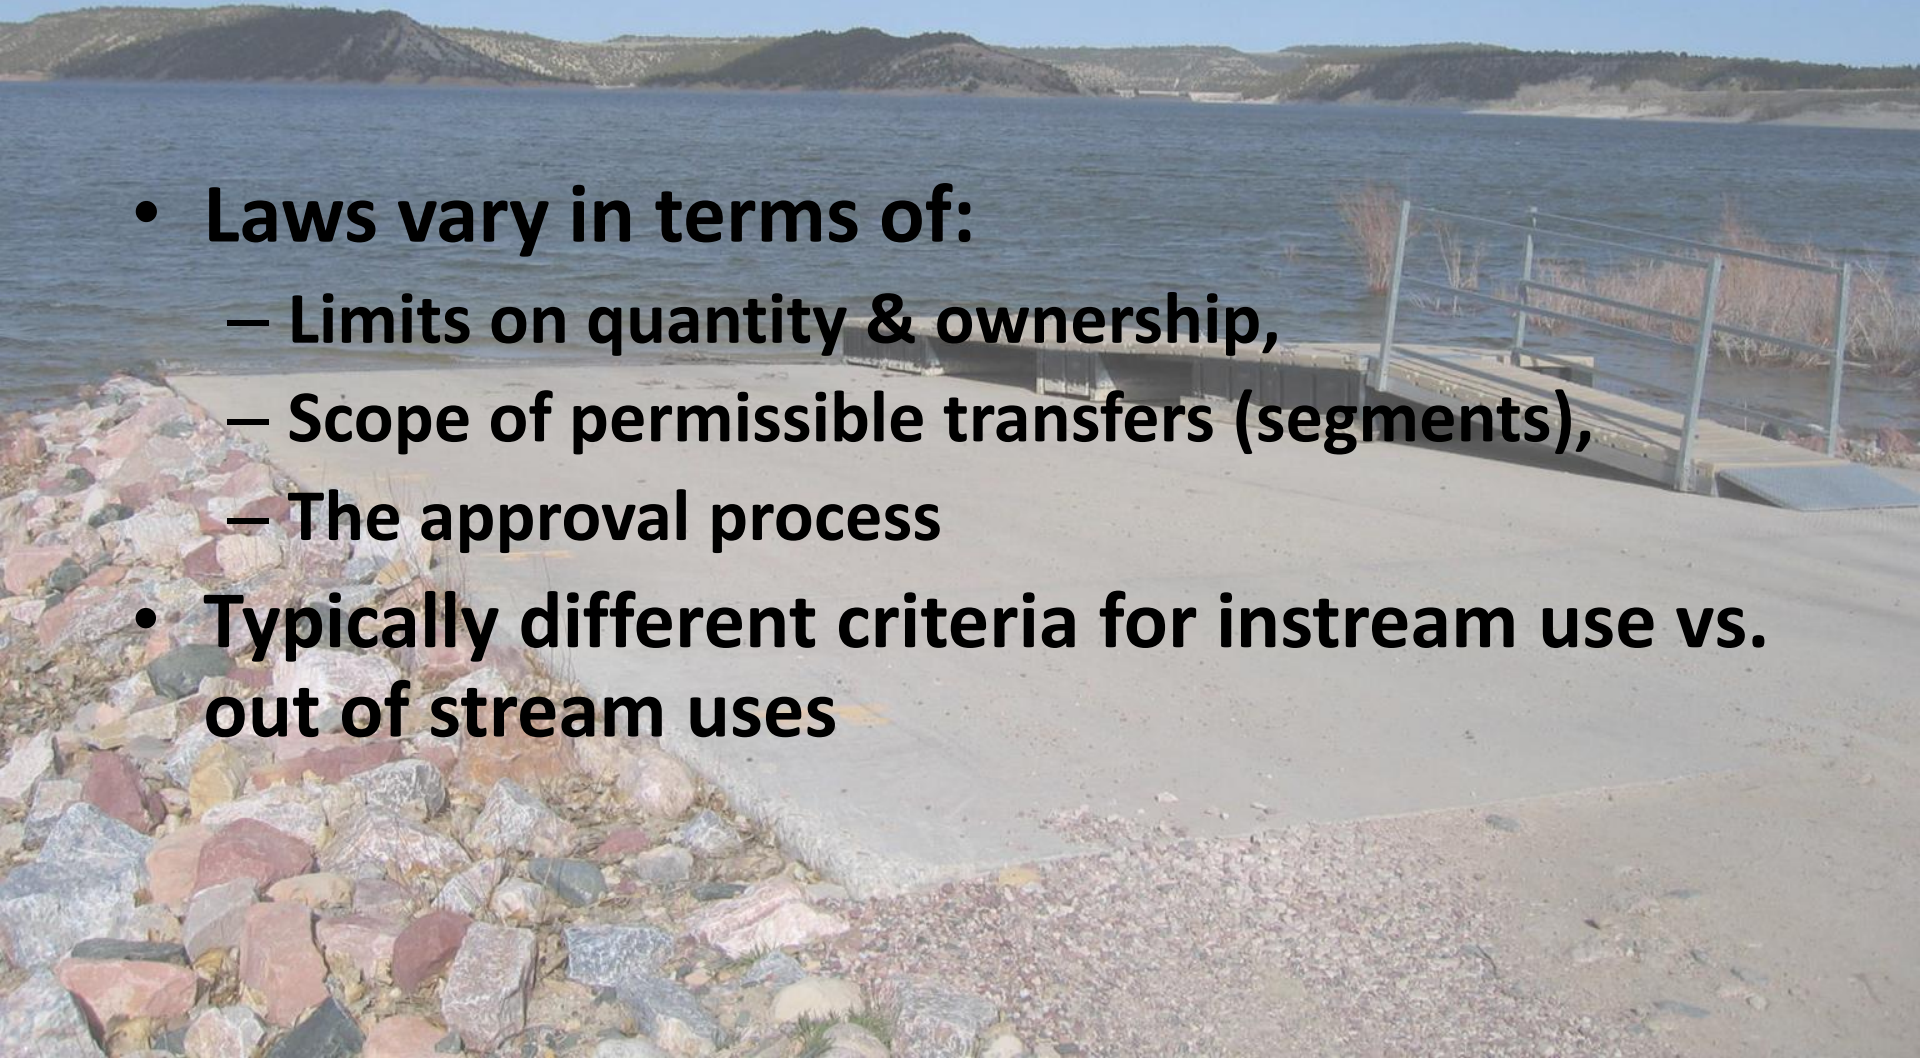 • Laws vary in terms of:
– Limits on quantity & ownership,
– Scope of permissible transfers (segments),
– The approval process
• Typically different criteria for instream use vs.
out of stream uses